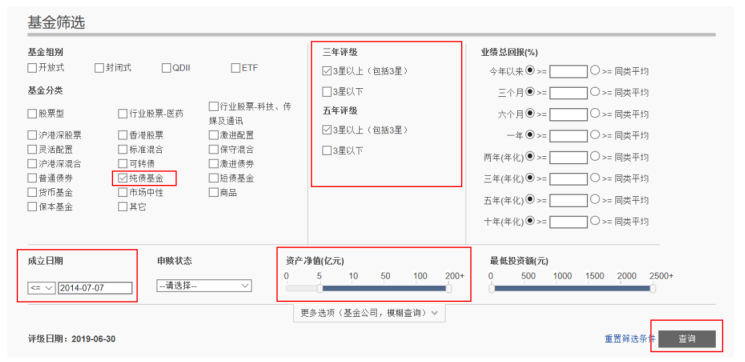 基金筛选
基金组别
开放式 封闭式 QDII ETF
基金分类
股票型 行业股票-医药 行业股票-科技、传媒及通讯
沪港深股票 香港股票 激进配置
灵活配置 标准混合 保守混合
沪港深混合 可转债 激进债券
普通债券 纯债基金 短债基金
货币基金 市场中性 商品
保本基金 其它
三年评级
3星以上（包括3星）
3星以下
五年评级
3星以上（包括3星）
3星以下
业绩总回报(%)
今年以来 >= >= 同类平均
三个月 >= >= 同类平均
六个月 >= >= 同类平均
一年 >= >= 同类平均
两年(年化) >= >= 同类平均
三年(年化) >= >= 同类平均
五年(年化) >= >= 同类平均
十年(年化) >= >= 同类平均
成立日期 申赎状态 资产净值(亿元) 最低投资额(元)
0 5 10 50 100 200+ 0 500 1000 1500 2000 2500+
<= 2014-07-07 --请选择--
更多选项（基金公司，模糊查询）
评级日期：2019-06-30 重置筛选条件 查询